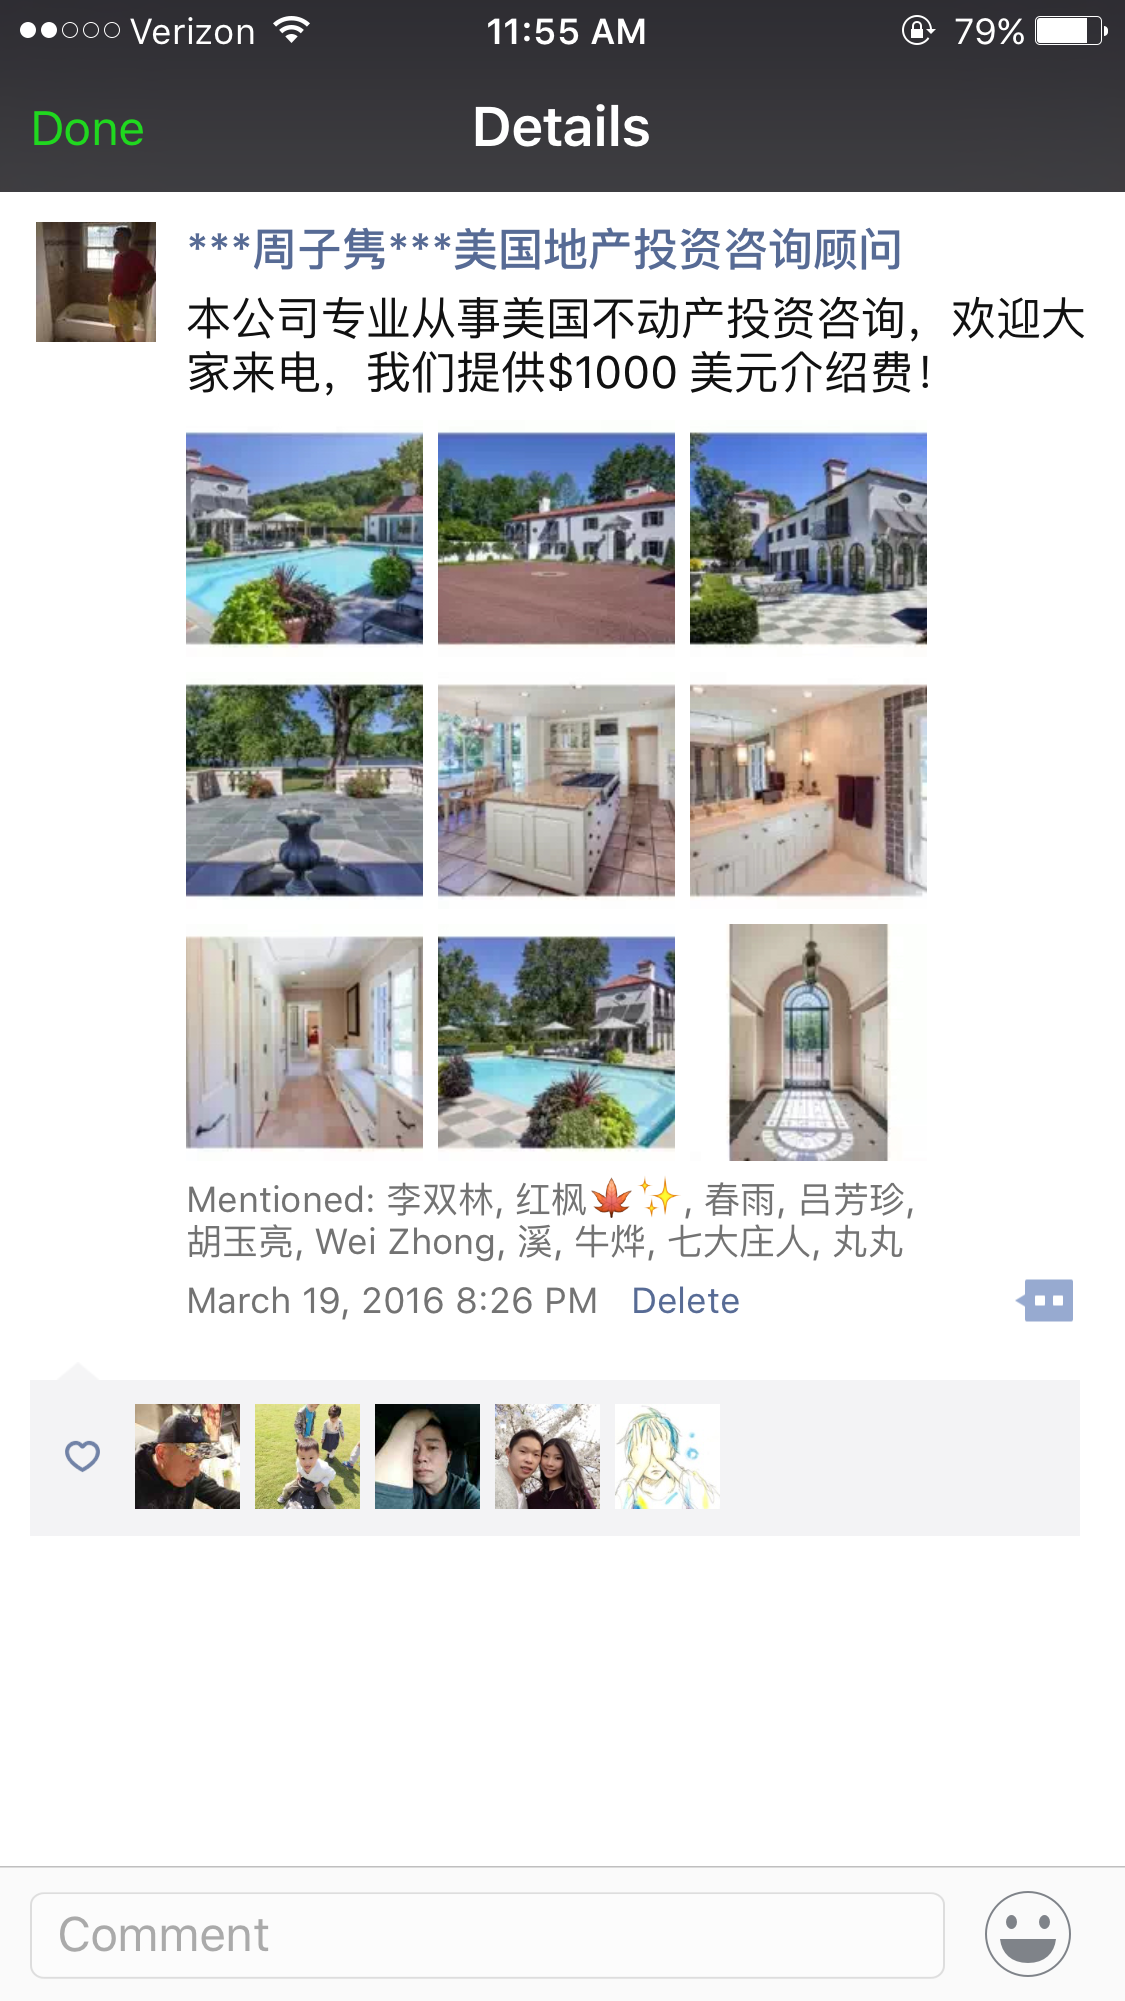 Verizon 11:55 AM 79%
Done Details
***周子隽***美国地产投资咨询顾问
本公司专业从事美国不动产投资咨询，欢迎大
家来电，我们提供$1000 美元介绍费！
Mentioned: 李双林, 红枫🍁✨, 春雨, 吕芳珍,
胡玉亮, Wei Zhong, 溪, 牛烨, 七大庄人, 丸丸
March 19, 2016 8:26 PM Delete
Comment